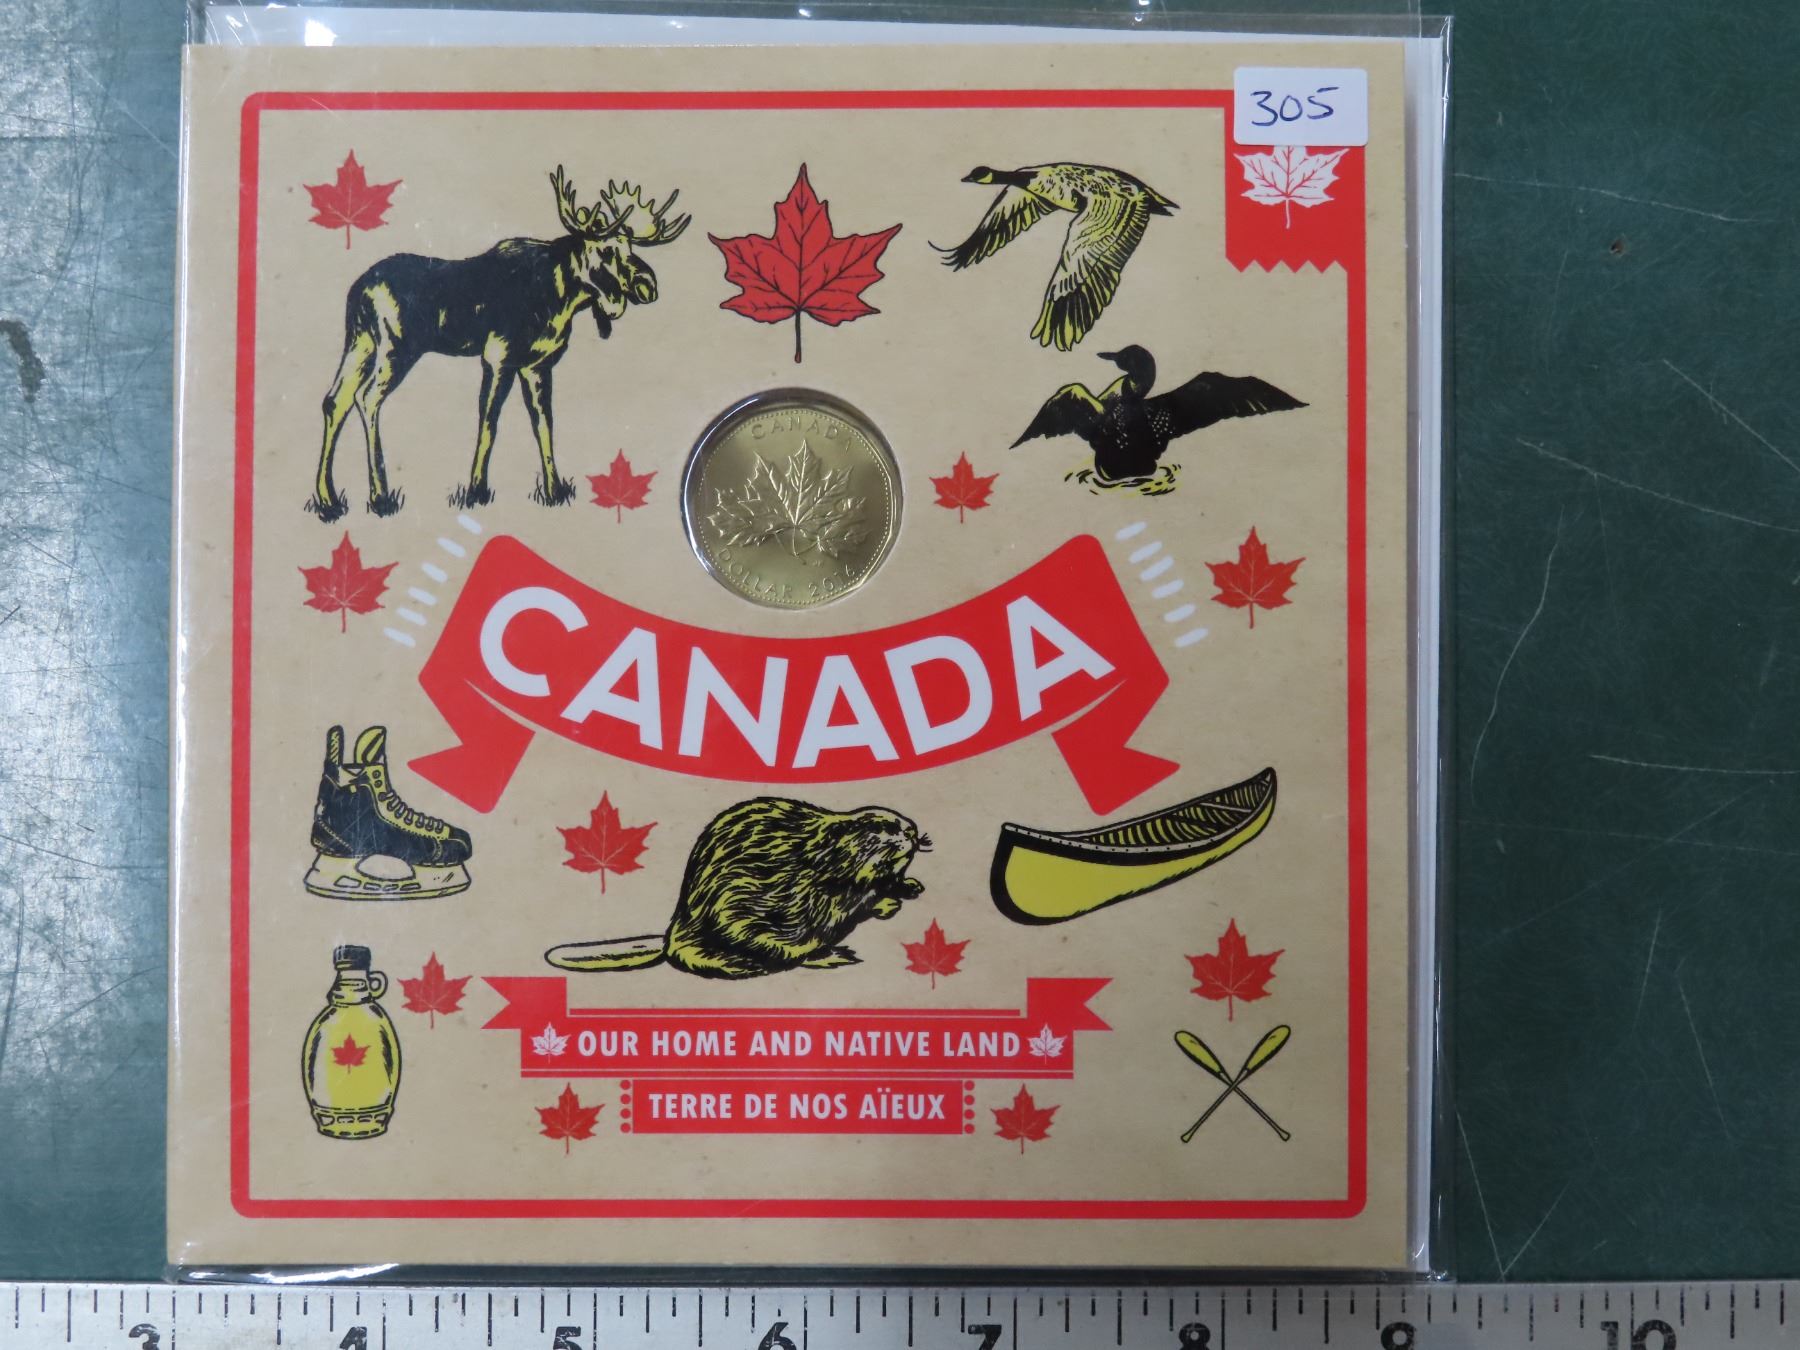 305
CANADA
DOLLAR 2016
CANADA
OUR HOME AND NATIVE LAND
TERRE DE NOS AÏEUX
3 4 5 6 7 8 9 10